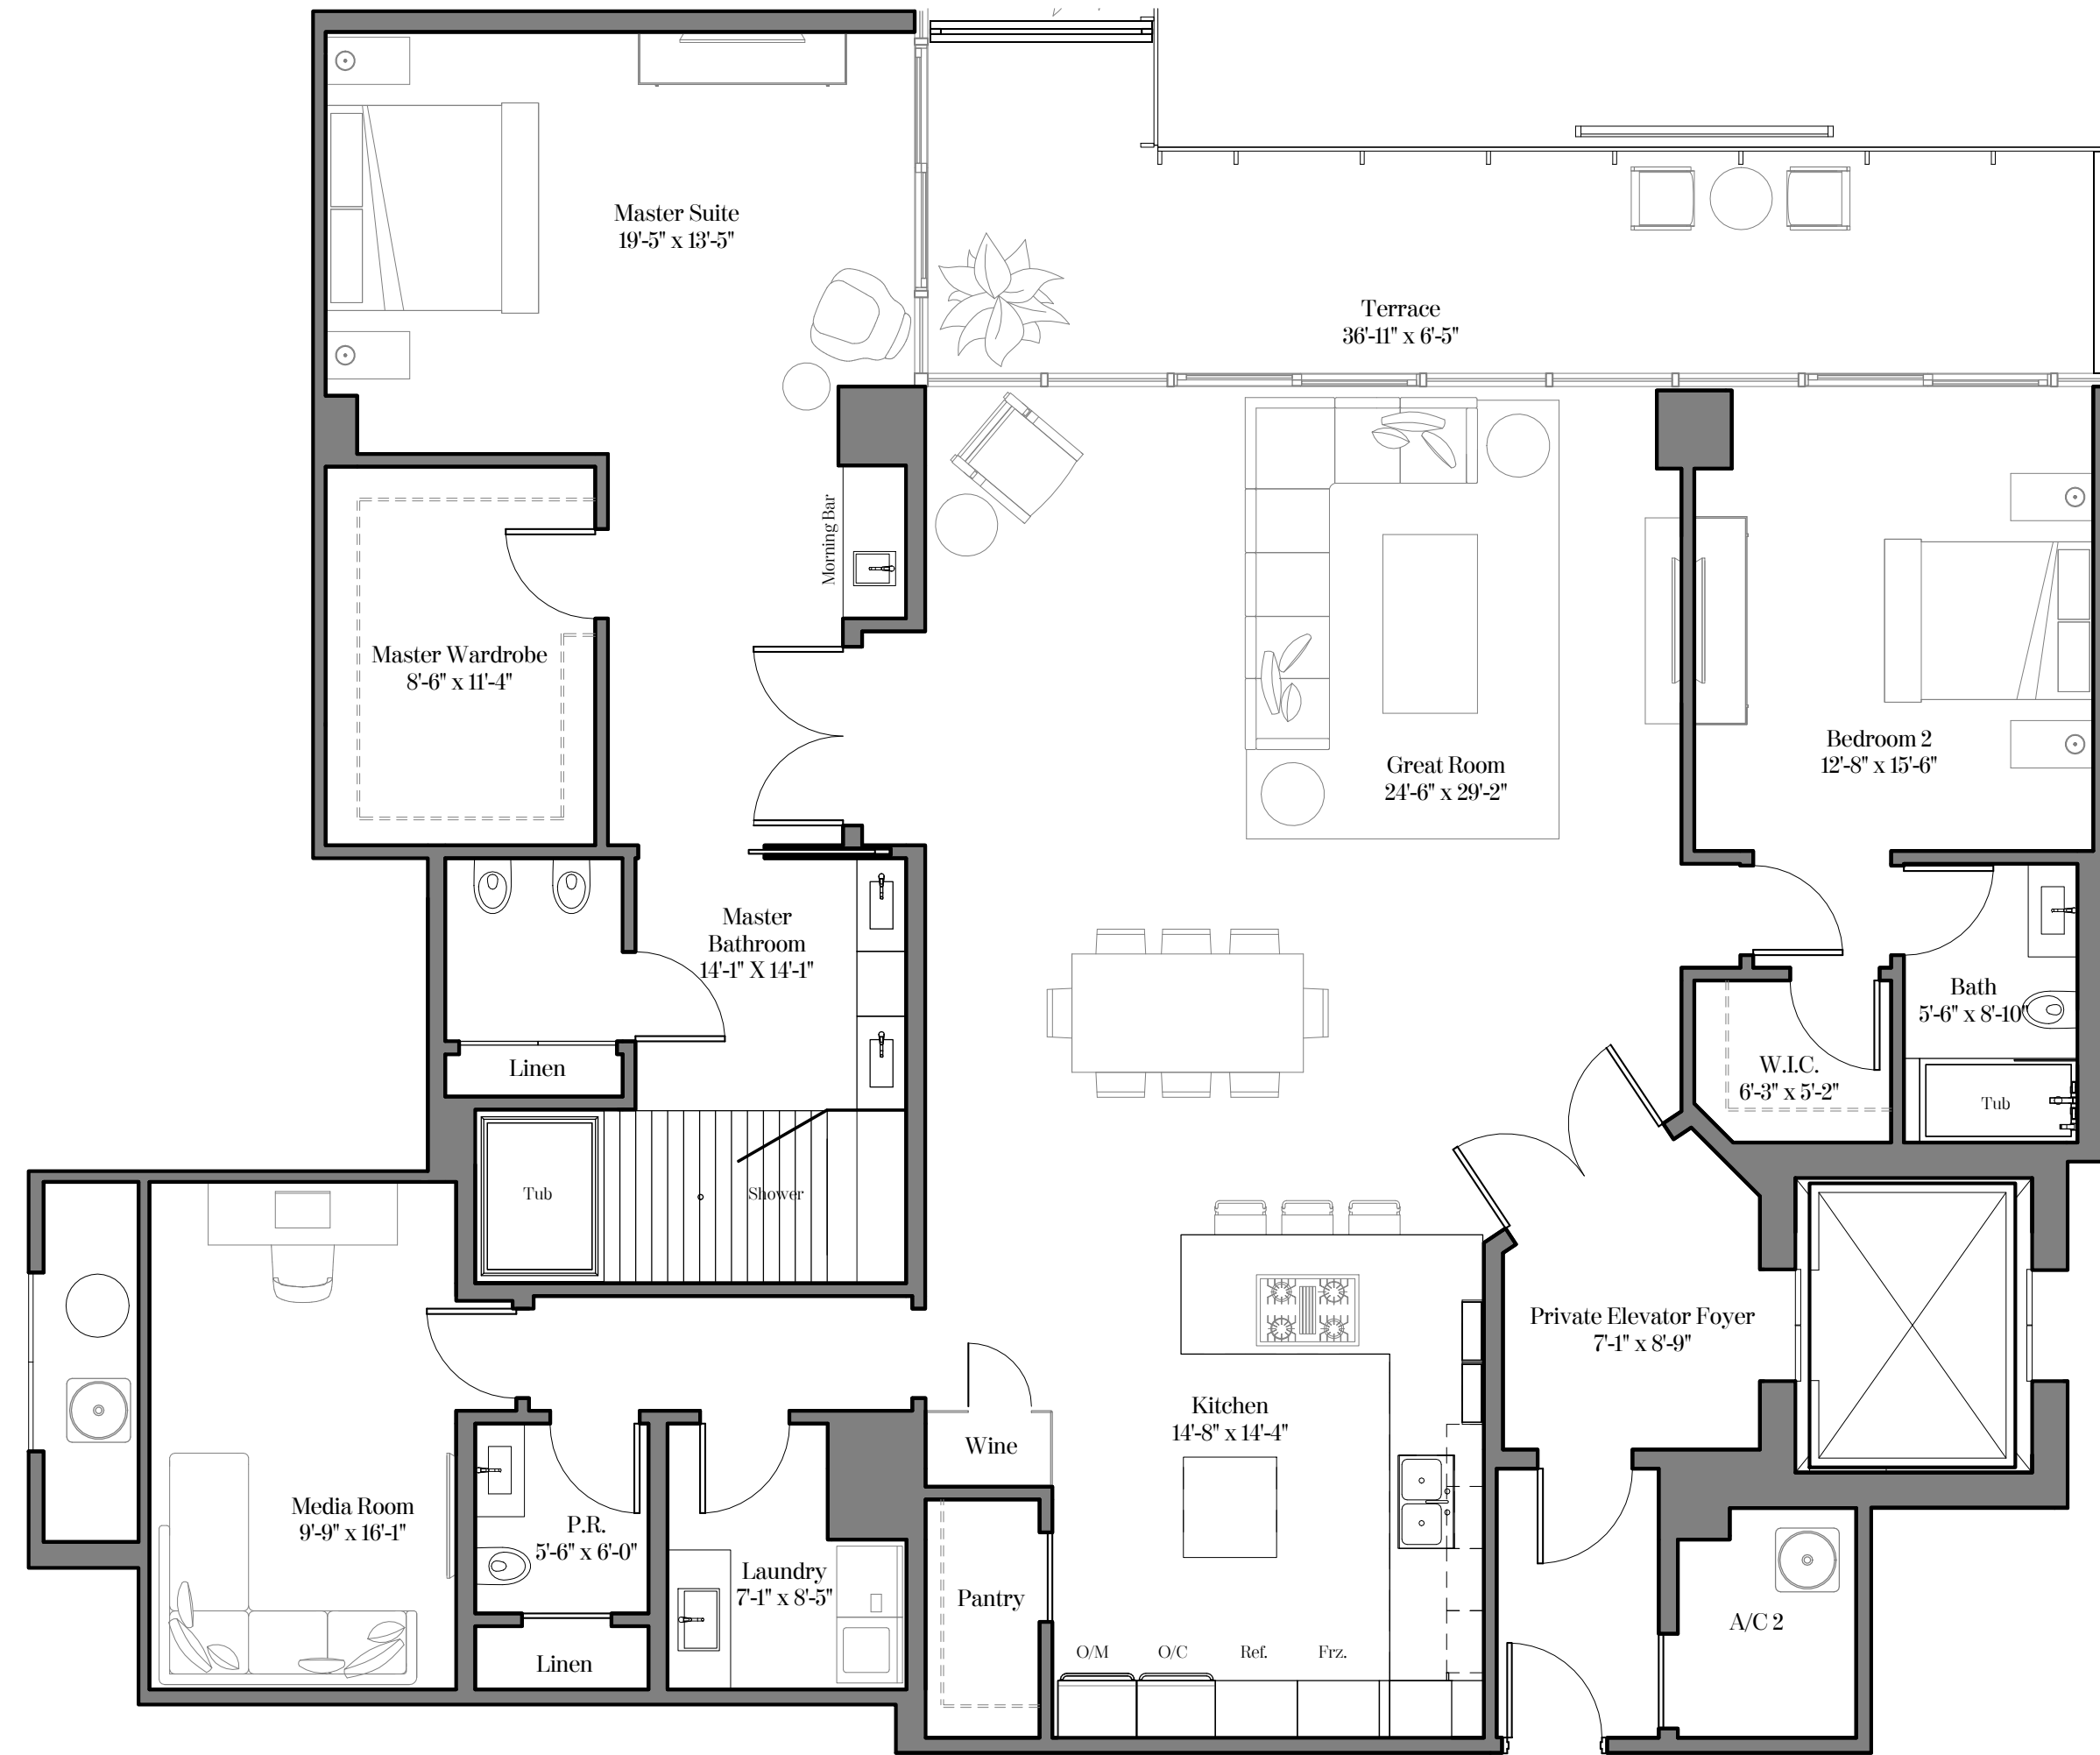 Master Suite
19'-5" x 13'-5"
Terrace
36'-11" x 6'-5"
Morning Bar
Master Wardrobe
8'-6" x 11'-4"
Great Room
24'-6" x 29'-2"
Bedroom 2
12'-8" x 15'-6"
Master
Bathroom
14'-1" X 14'-1"
Linen
Bath
5'-6" x 8'-10"
W.I.C.
6'-3" x 5'-2"
Tub
Tub
Shower
Private Elevator Foyer
7'-1" x 8'-9"
Kitchen
14'-8" x 14'-4"
Wine
Media Room
9'-9" x 16'-1"
P.R.
5'-6" x 6'-0"
Laundry
7'-1" x 8'-5"
Pantry
A/C 2
Linen
O/M
O/C
Ref.
Frz.